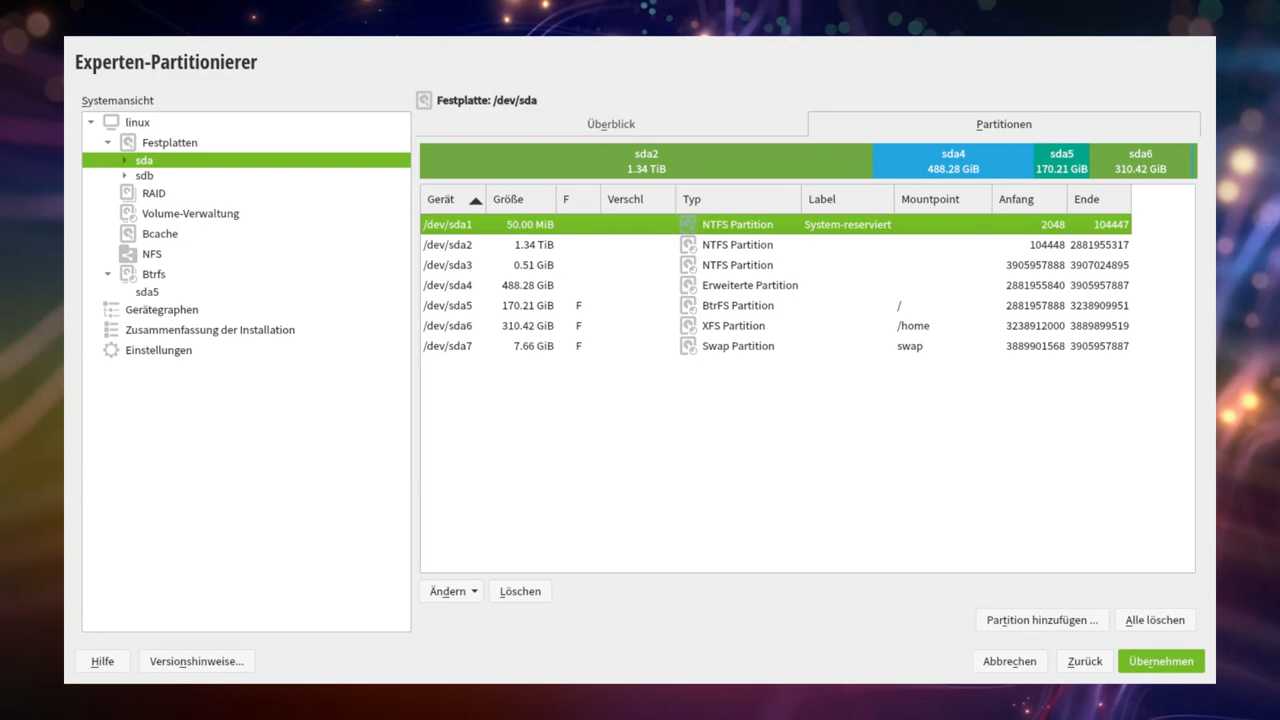 Experten-Partitionierer
Systemansicht
linux
Festplatten
sda
sdb
RAID
Volume-Verwaltung
Bcache
NFS
Btrfs
sda5
Gerätegraphen
Zusammenfassung der Installation
Einstellungen
Festplatte: /dev/sda
Überblick Partitionen
sda2 sda4 sda5 sda6
1.34 TiB 488.28 GiB 170.21 GiB 310.42 GiB
Gerät Größe F Verschl Typ Label Mountpoint Anfang Ende
/dev/sda1 50.00 MiB NTFS Partition System-reserviert 2048 104447
/dev/sda2 1.34 TiB NTFS Partition 104448 2881955317
/dev/sda3 0.51 GiB NTFS Partition 3905957888 3907024895
/dev/sda4 488.28 GiB Erweiterte Partition 2881955840 3905957887
/dev/sda5 170.21 GiB F BtrFS Partition / 2881957888 3238909951
/dev/sda6 310.42 GiB F XFS Partition /home 3238912000 3889899519
/dev/sda7 7.66 GiB F Swap Partition swap 3889901568 3905957887
Ändern Löschen
Partition hinzufügen ... Alle löschen
Hilfe Versionshinweise... Abbrechen Zurück Übernehmen